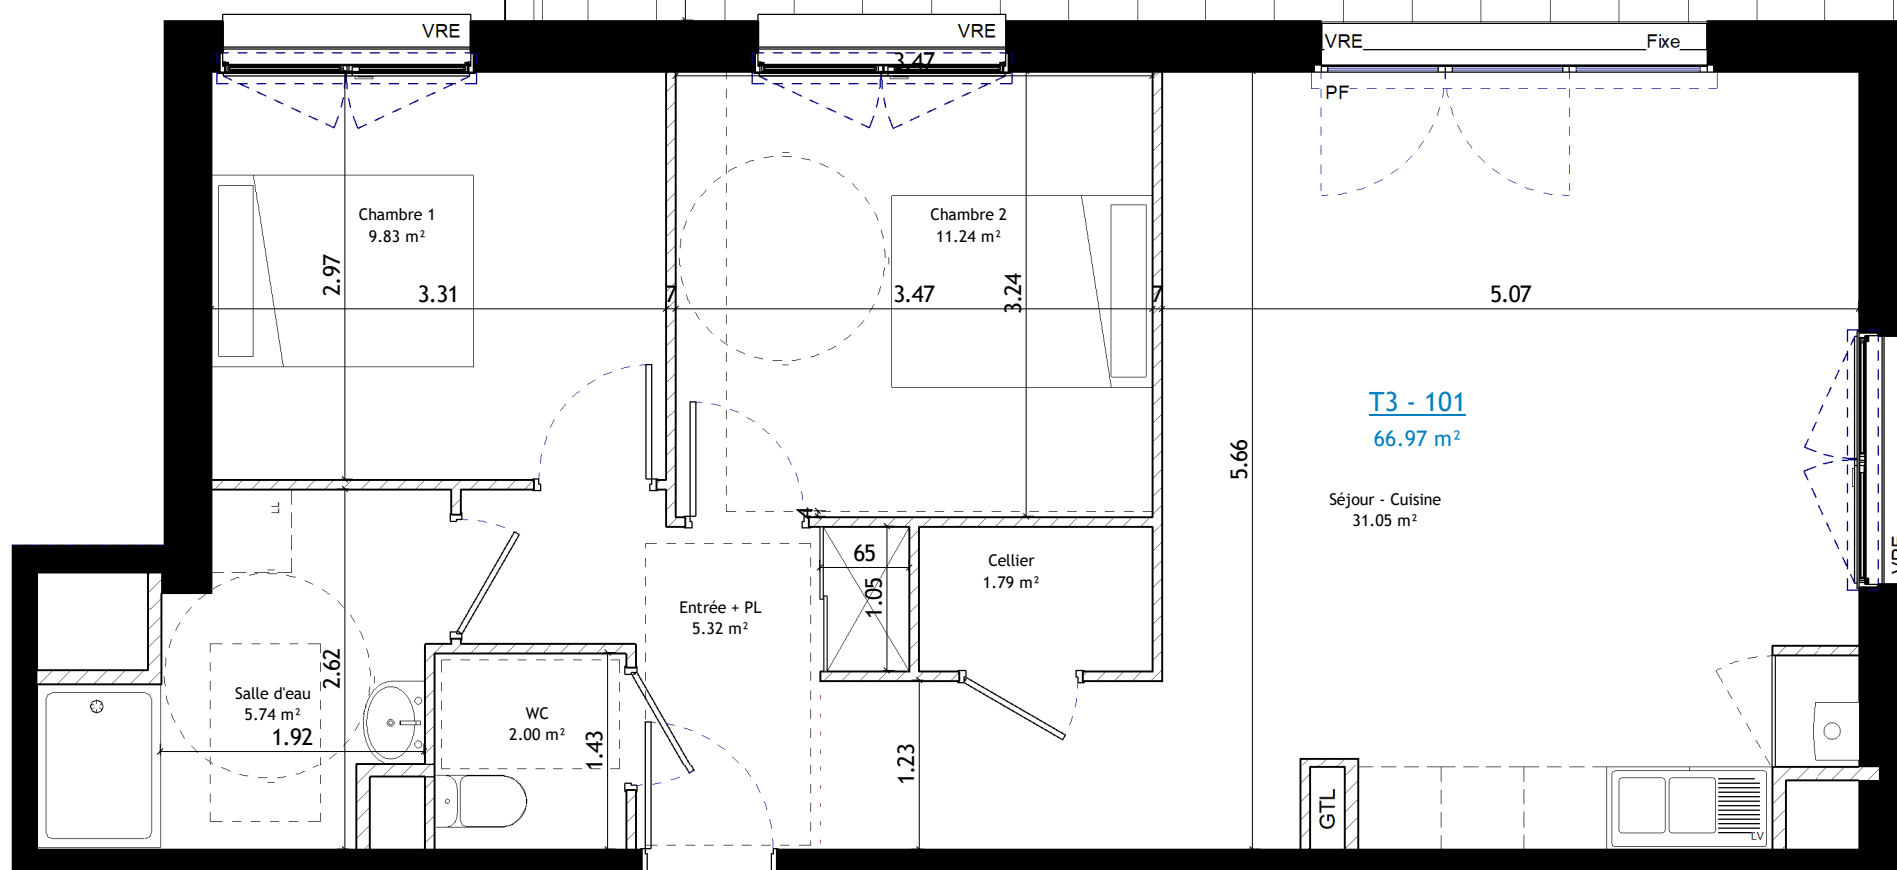 VRE
VRE
VRE
Fixe
3.47
PF
Chambre 1
9.83 m²
Chambre 2
11.24 m²
2.97
3.31
7
3.47
3.24
7
5.07
T3 - 101
66.97 m²
5.66
Séjour - Cuisine
31.05 m²
LL
65
1.05
Cellier
1.79 m²
VRE
Entrée + PL
5.32 m²
2.62
Salle d'eau
5.74 m²
1.92
WC
2.00 m²
1.43
1.23
GTL
LV